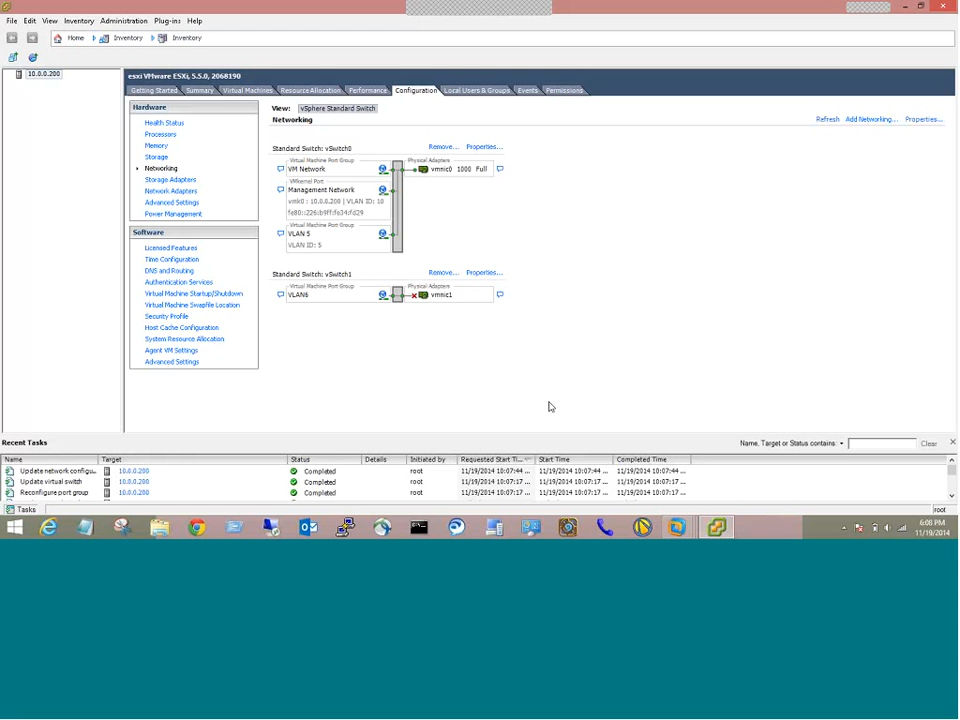 File Edit View Inventory Administration Plug-ins Help
Home Inventory Inventory
10.0.0.200
esxi VMware ESXi, 5.5.0, 2068190
Getting Started Summary Virtual Machines Resource Allocation Performance Configuration Local Users & Groups Events Permissions
Hardware
Health Status
Processors
Memory
Storage
Networking
Storage Adapters
Network Adapters
Advanced Settings
Power Management
Software
Licensed Features
Time Configuration
DNS and Routing
Authentication Services
Virtual Machine Startup/Shutdown
Virtual Machine Swapfile Location
Security Profile
Host Cache Configuration
System Resource Allocation
Agent VM Settings
Advanced Settings
View: vSphere Standard Switch
Networking
Refresh Add Networking... Properties...
Standard Switch: vSwitch0 Remove... Properties...
Virtual Machine Port Group Physical Adapters
VM Network vmnic0 1000 Full
VMkernel Port
Management Network
vmk0 : 10.0.0.200 | VLAN ID: 10
fe80::226:b9ff:fe34:fd29
Virtual Machine Port Group
VLAN 5
VLAN ID: 5
Standard Switch: vSwitch1 Remove... Properties...
Virtual Machine Port Group Physical Adapters
VLAN6 vmnic1
Recent Tasks Name, Target or Status contains: Clear
Name Target Status Details Initiated by Requested Start Ti... Start Time Completed Time
Update network configu... 10.0.0.200 Completed root 11/19/2014 10:07:44 ... 11/19/2014 10:07:44 ... 11/19/2014 10:07:44 ...
Update virtual switch 10.0.0.200 Completed root 11/19/2014 10:07:17 ... 11/19/2014 10:07:17 ... 11/19/2014 10:07:17 ...
Reconfigure port group 10.0.0.200 Completed root 11/19/2014 10:07:17 ... 11/19/2014 10:07:17 ... 11/19/2014 10:07:17 ...
Tasks root
6:08 PM
11/19/2014